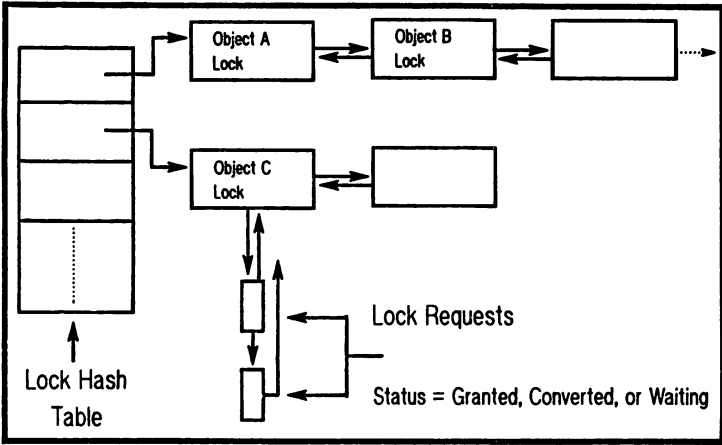 Object A
Lock
Object B
Lock
Object C
Lock
Lock Requests
Lock Hash
Table
Status = Granted, Converted, or Waiting